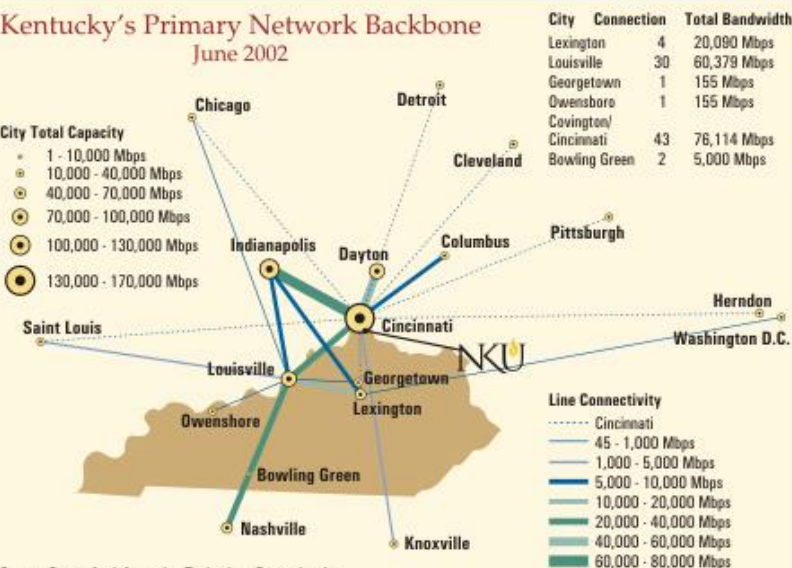 Kentucky's Primary Network Backbone
June 2002
City Connection Total Bandwidth
Lexington 4 20,090 Mbps
Louisville 30 60,379 Mbps
Georgetown 1 155 Mbps
Owensboro 1 155 Mbps
Covington/
Cincinnati 43 76,114 Mbps
Bowling Green 2 5,000 Mbps
City Total Capacity
1 - 10,000 Mbps
10,000 - 40,000 Mbps
40,000 - 70,000 Mbps
70,000 - 100,000 Mbps
100,000 - 130,000 Mbps
130,000 - 170,000 Mbps
Chicago
Detroit
Cleveland
Indianapolis
Dayton
Columbus
Pittsburgh
Herndon
Washington D.C.
Saint Louis
Cincinnati
NKU
Louisville
Georgetown
Lexington
Owenshore
Bowling Green
Nashville
Knoxville
Line Connectivity
Cincinnati
45 - 1,000 Mbps
1,000 - 5,000 Mbps
5,000 - 10,000 Mbps
10,000 - 20,000 Mbps
20,000 - 40,000 Mbps
40,000 - 60,000 Mbps
60,000 - 80,000 Mbps